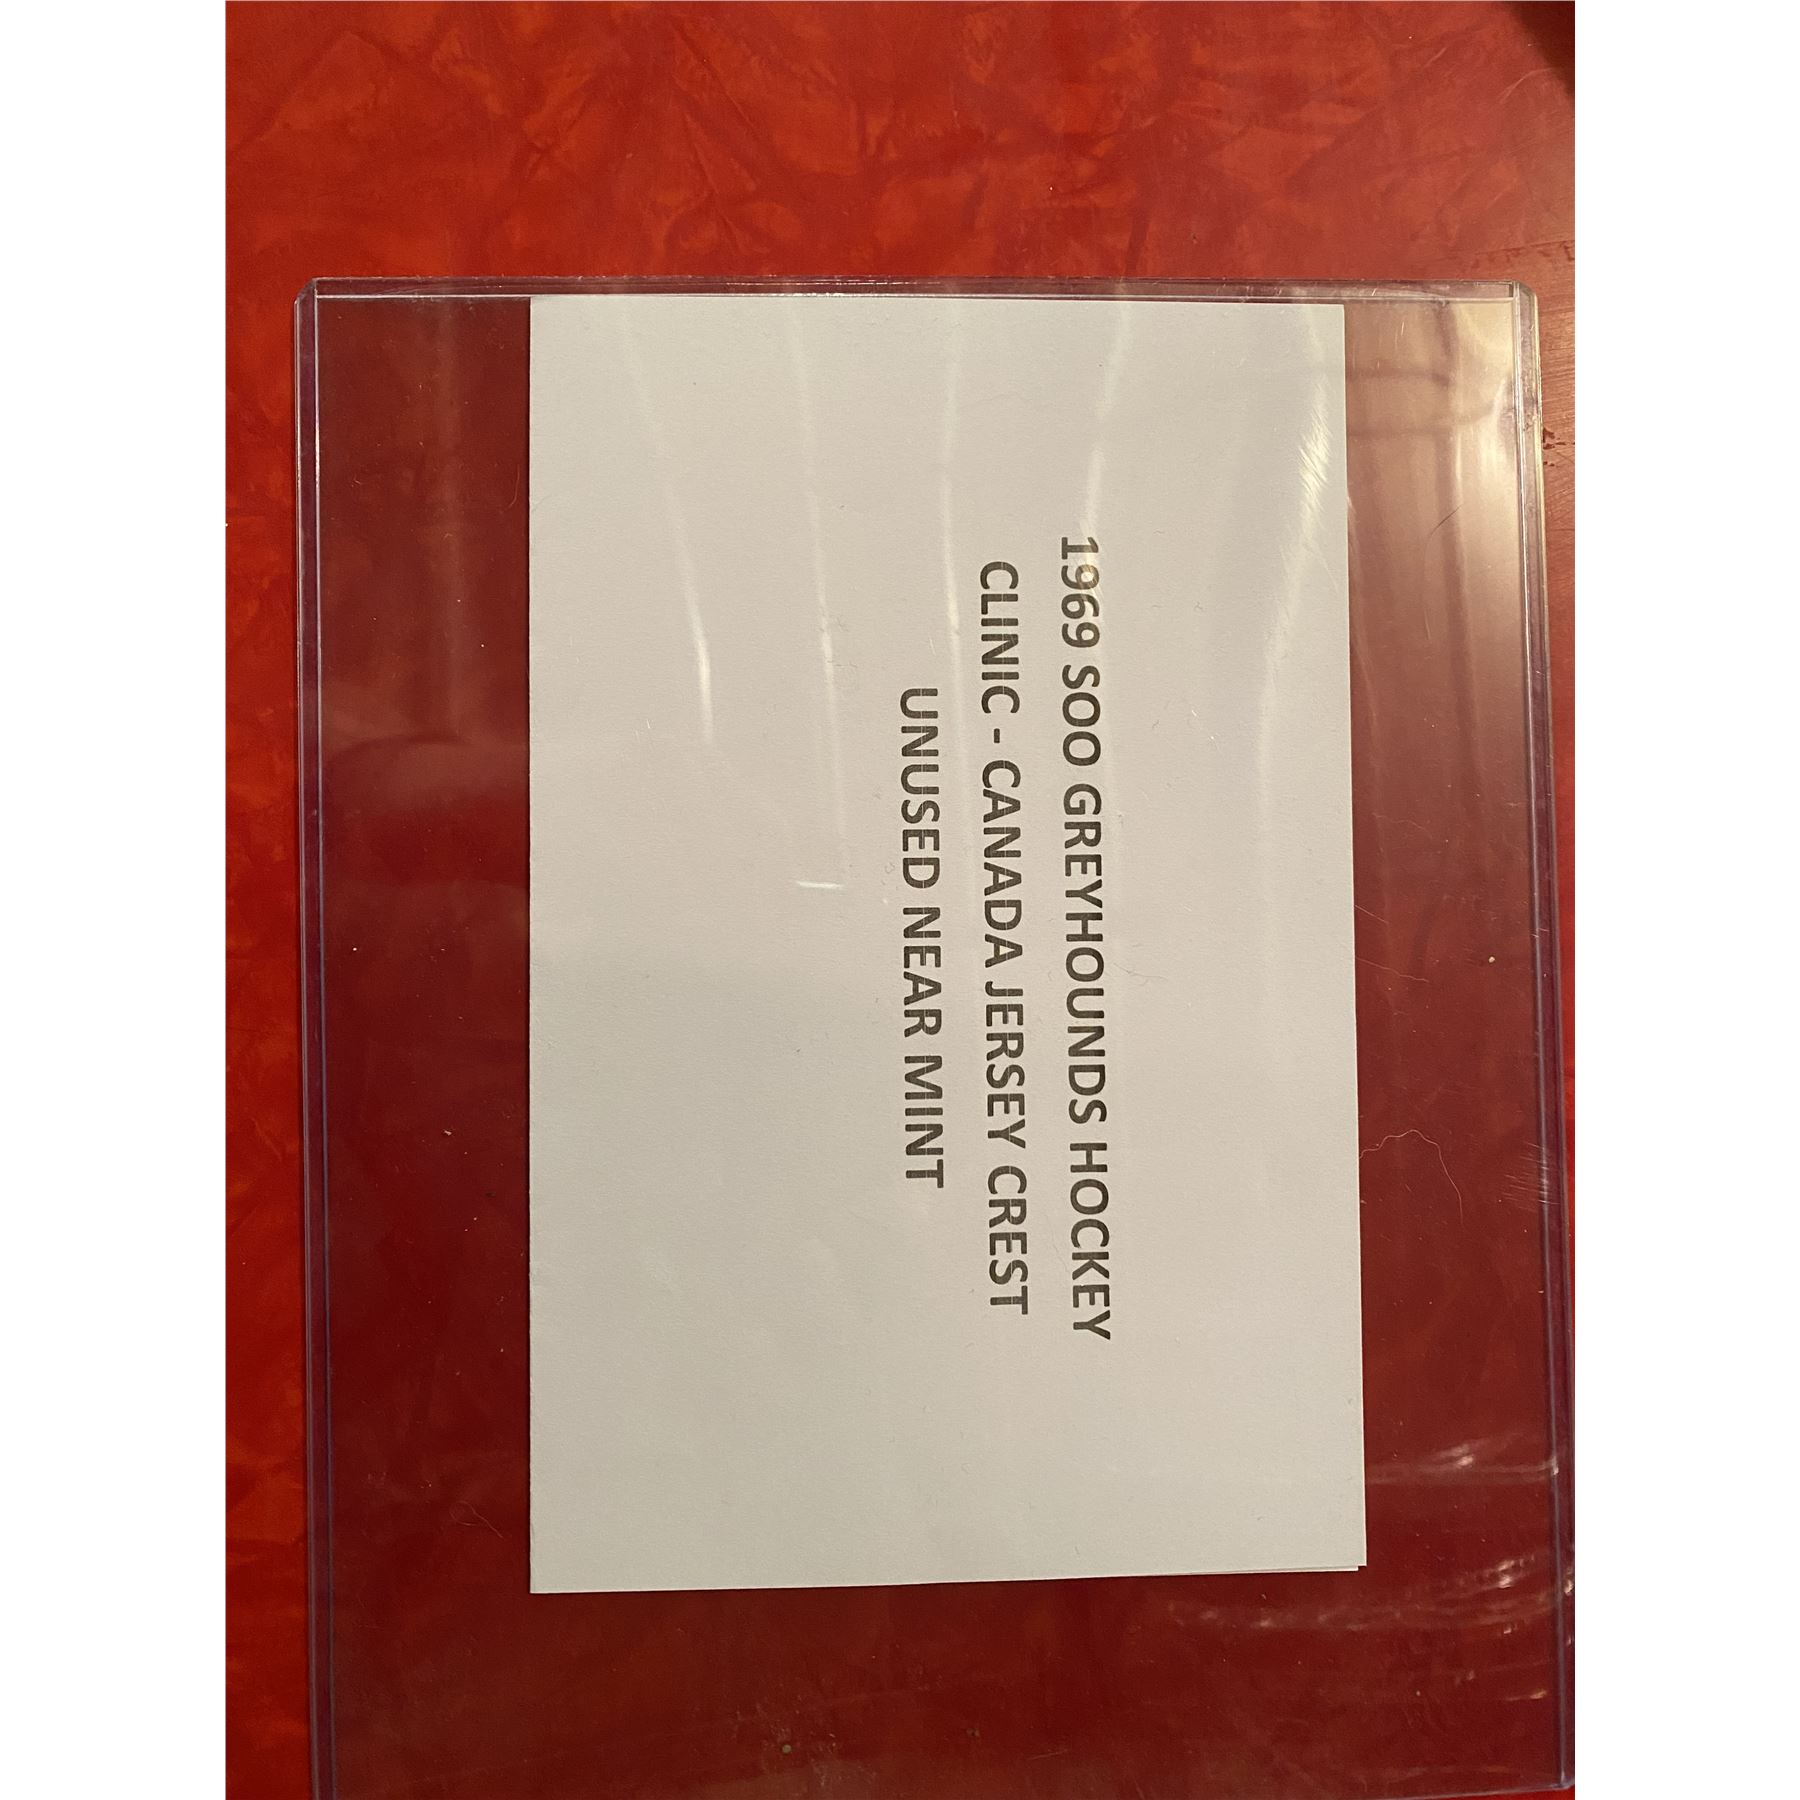 1969 SOO GREYHOUNDS HOCKEY
CLINIC - CANADA JERSEY CREST
UNUSED NEAR MINT